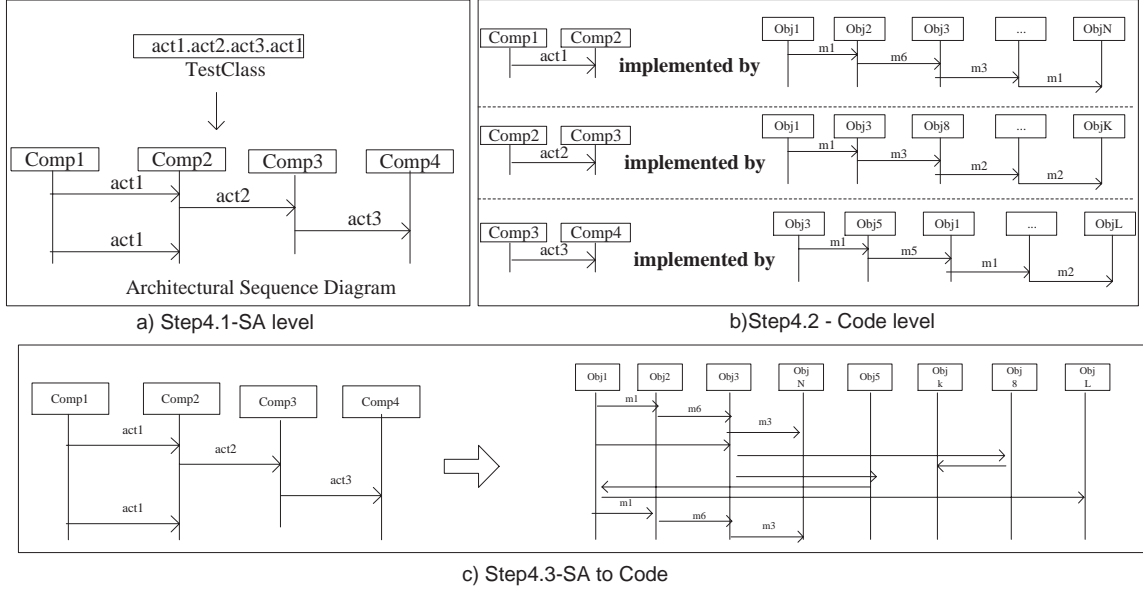 act1.act2.act3.act1
TestClass
Comp1 Comp2 Comp3 Comp4
act1
act2
act3
act1
Architectural Sequence Diagram
a) Step4.1-SA level
Comp1 Comp2
act1
implemented by
Obj1 Obj2 Obj3 ... ObjN
m1
m6
m3
m1
Comp2 Comp3
act2
implemented by
Obj1 Obj3 Obj8 ... ObjK
m1
m3
m2
m2
Comp3 Comp4
act3
implemented by
Obj3 Obj5 Obj1 ... ObjL
m1
m5
m1
m2
b)Step4.2 - Code level
Comp1 Comp2 Comp3 Comp4
act1
act2
act3
act1
Obj1 Obj2 Obj3 Obj N Obj5 Obj k Obj 8 Obj L
m1
m6
m3
m1
m6
m3
c) Step4.3-SA to Code